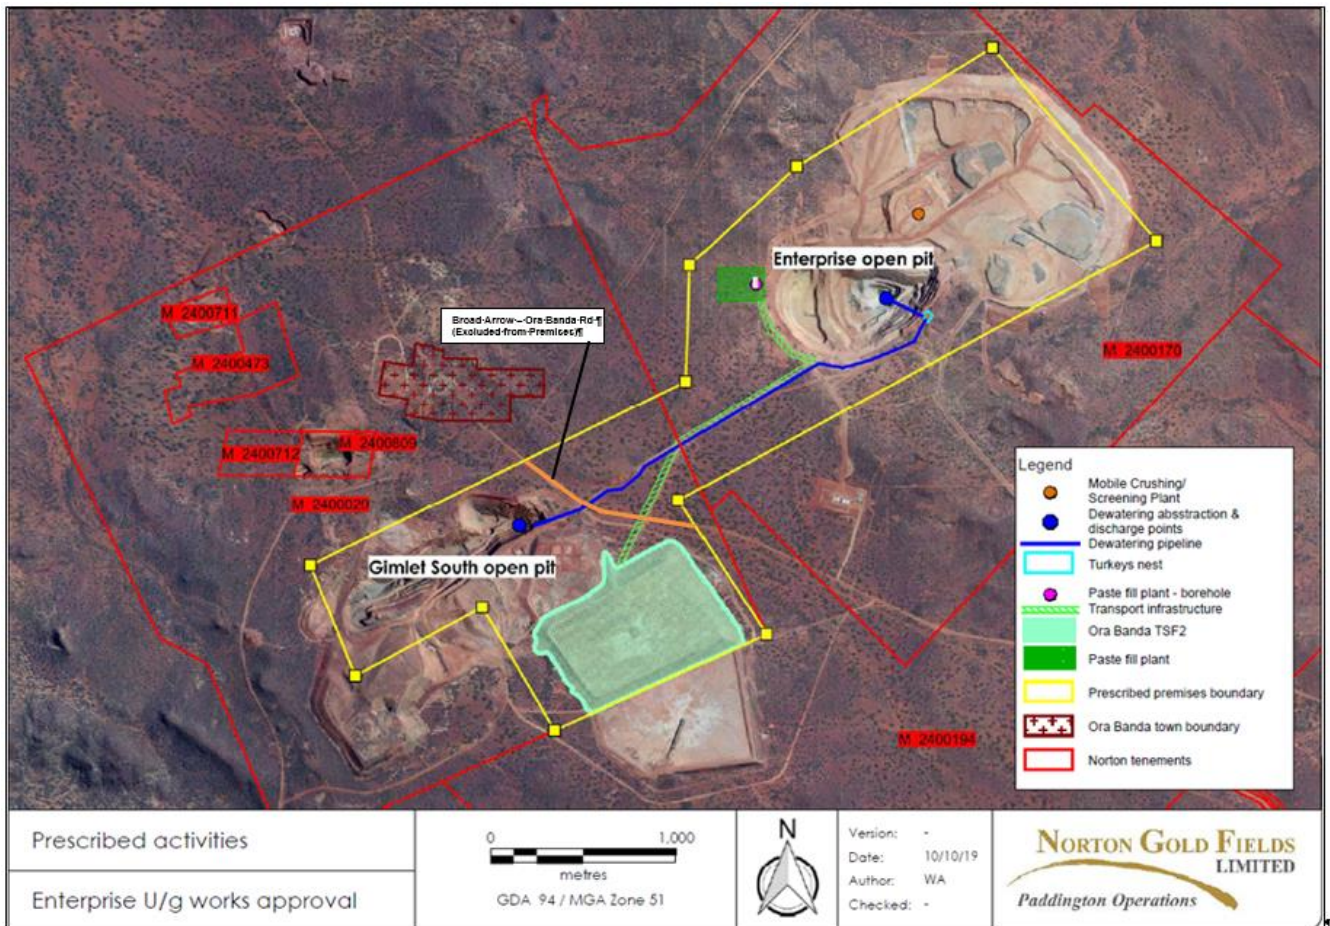 Enterprise open pit
M 2400711
Broad·Arrow·–·Ora·Banda·Rd·¶
(Excluded·from·Premises)¶
M 2400170
M 2400473
M 2400712
M 2400609
M 2400020
Gimlet South open pit
M 2400194
Legend
Mobile Crushing/
Screening Plant
Dewatering absstraction &
discharge points
Dewatering pipeline
Turkeys nest
Paste fill plant - borehole
Transport infrastructure
Ora Banda TSF2
Paste fill plant
Prescribed premises boundary
Ora Banda town boundary
Norton tenements
Prescribed activities
Enterprise U/g works approval
0 1,000
metres
GDA 94 / MGA Zone 51
N
Version: -
Date: 10/10/19
Author: WA
Checked: -
NORTON GOLD FIELDS
LIMITED
Paddington Operations